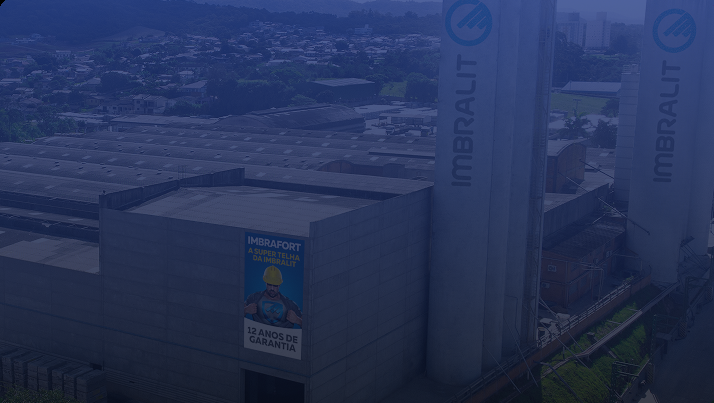 IMBRALIT
IMBRALIT
IMBRAFORT
A SUPER TELHA
DA IMBRALIT
12 ANOS DE
GARANTIA